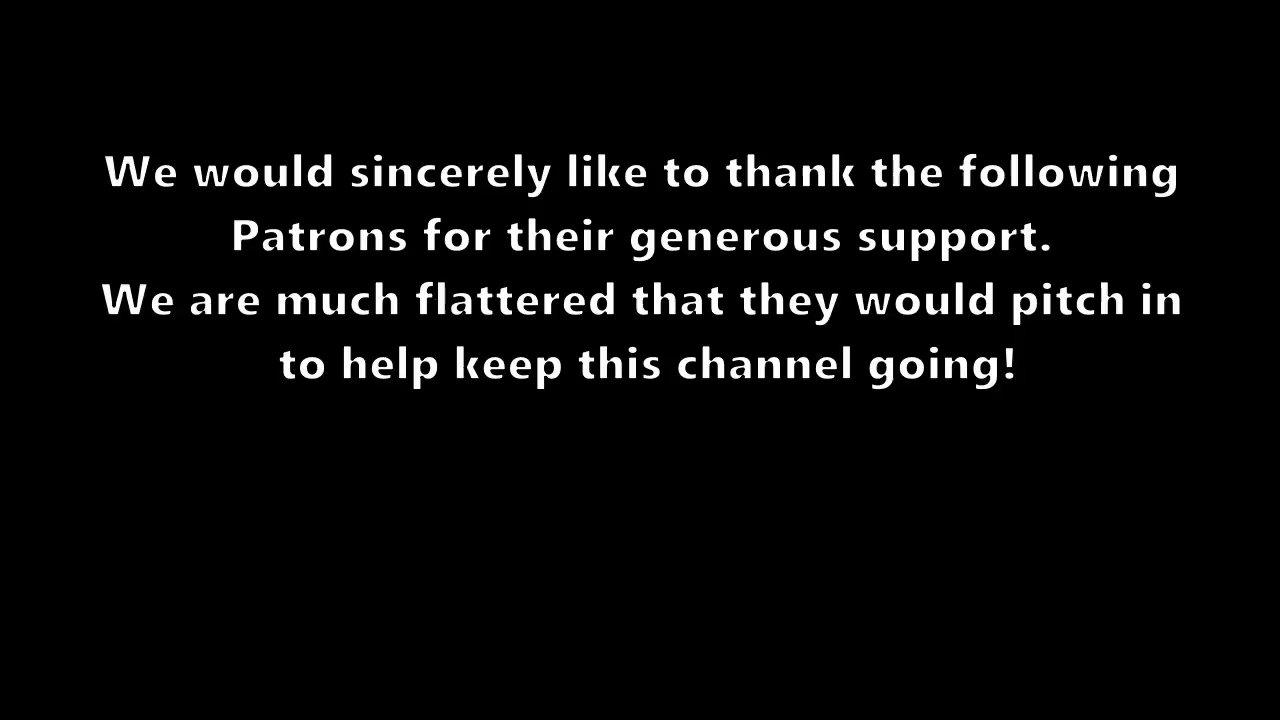 We would sincerely like to thank the following
Patrons for their generous support.
We are much flattered that they would pitch in
to help keep this channel going!